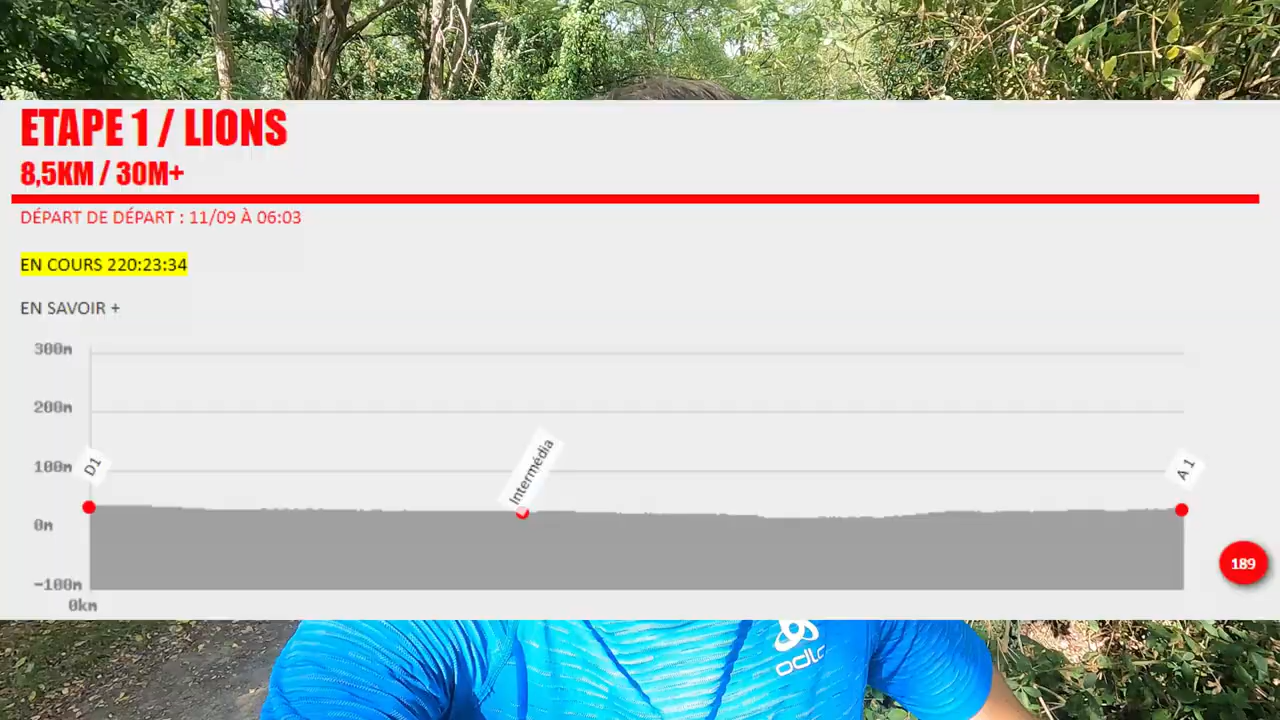 ETAPE 1 / LIONS
8,5KM / 30M+
DÉPART DE DÉPART : 11/09 À 06:03
EN COURS 220:23:34
EN SAVOIR +
300m
200m
100m
0m
-100m
0km
D1
Intermédia
A 1
189
odlo